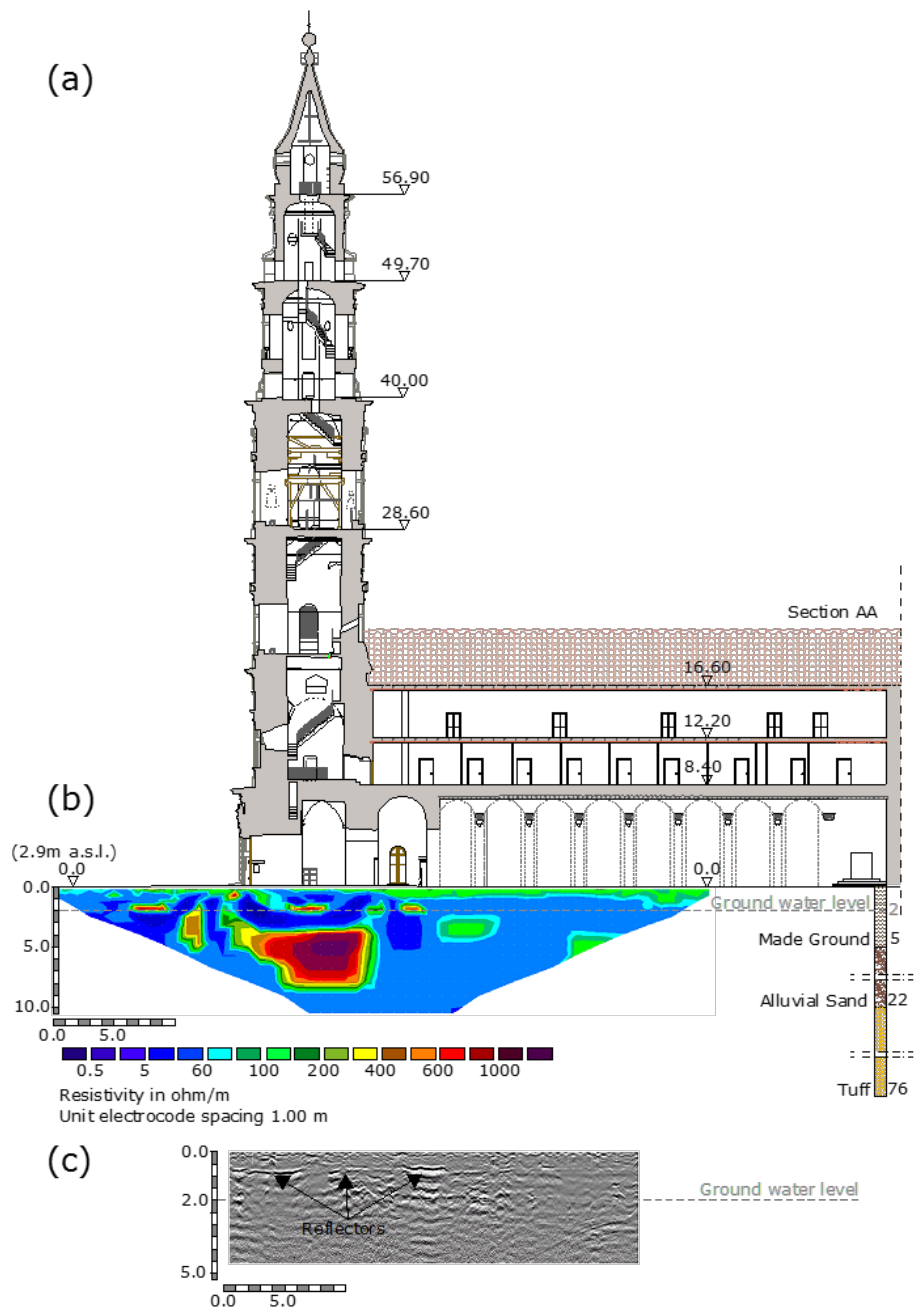 (a)
56.90
49.70
40.00
28.60
Section AA
16.60
12.20
8.40
(b)
(2.9m a.s.l.)
0.0
0.0
0.0
Ground water level
2
Made Ground
5
5.0
Alluvial Sand
22
10.0
0.0
5.0
0.5 5 60 100 200 400 600 1000
Resistivity in ohm/m
Unit electrocode spacing 1.00 m
Tuff
76
(c)
0.0
Ground water level
2.0
Reflectors
5.0
0.0
5.0